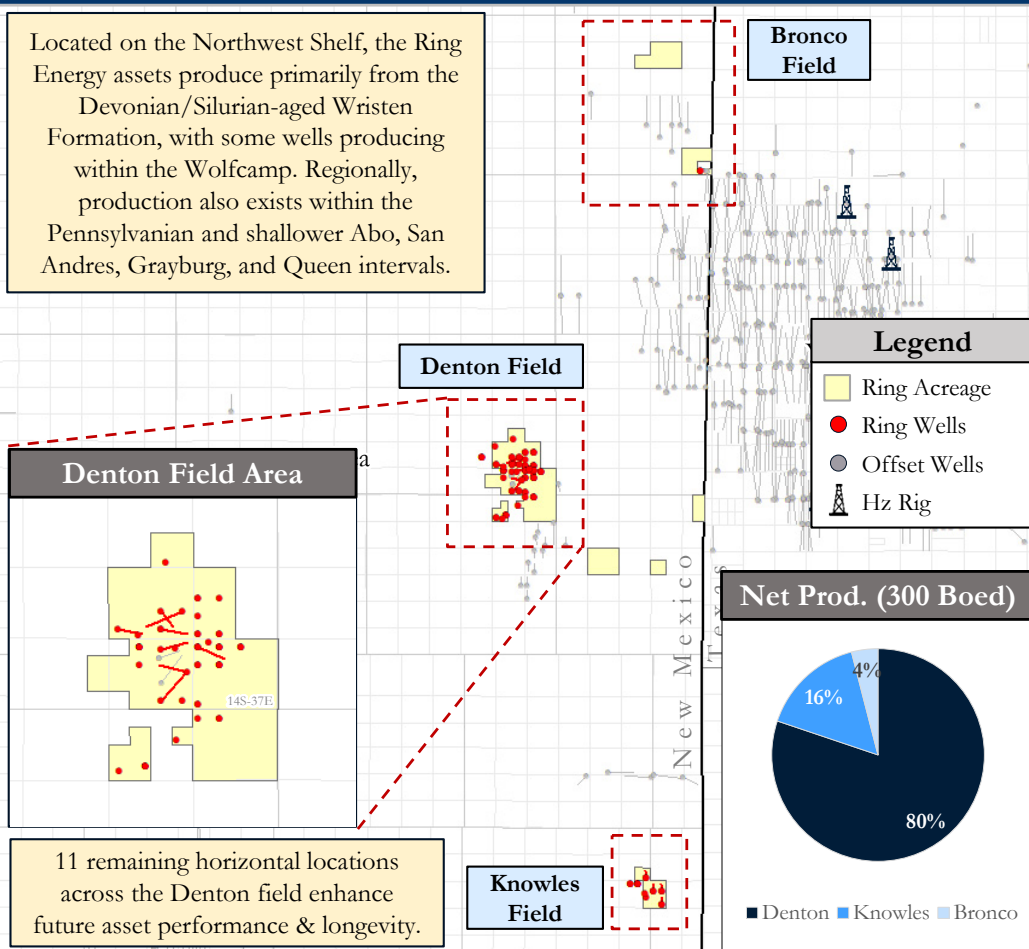 Located on the Northwest Shelf, the Ring
Energy assets produce primarily from the
Devonian/Silurian-aged Wristen
Formation, with some wells producing
within the Wolfcamp. Regionally,
production also exists within the
Pennsylvanian and shallower Abo, San
Andres, Grayburg, and Queen intervals.
Bronco
Field
Legend
Ring Acreage
Ring Wells
Offset Wells
Hz Rig
Denton Field
Denton Field Area
a
14S-37E
New Mexico
Texas
Net Prod. (300 Boed)
4%
16%
80%
Denton Knowles Bronco
11 remaining horizontal locations
across the Denton field enhance
future asset performance & longevity.
Knowles
Field